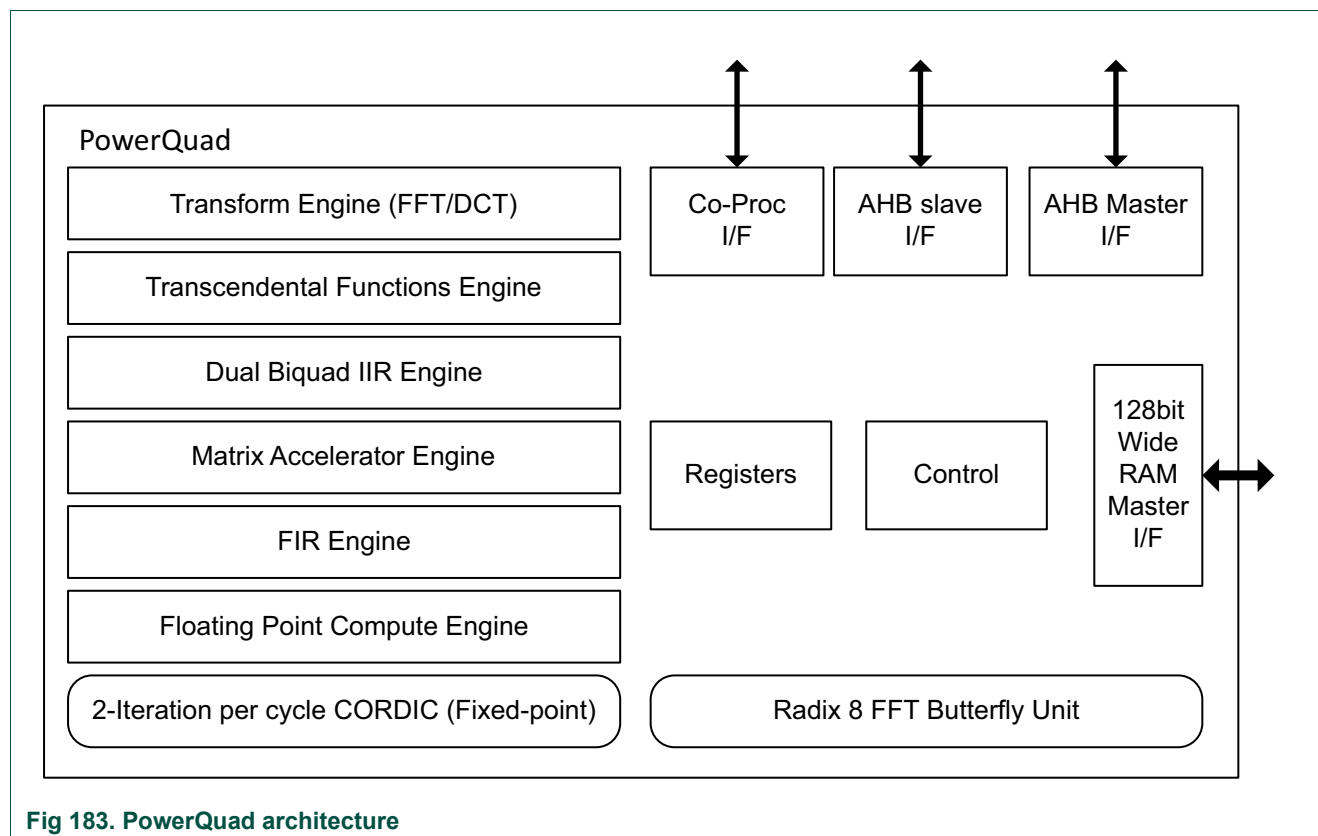 PowerQuad
Transform Engine (FFT/DCT)
Transcendental Functions Engine
Dual Biquad IIR Engine
Matrix Accelerator Engine
FIR Engine
Floating Point Compute Engine
2-Iteration per cycle CORDIC (Fixed-point)
Co-Proc
I/F
AHB slave
I/F
AHB Master
I/F
Registers
Control
128bit
Wide
RAM
Master
I/F
Radix 8 FFT Butterfly Unit
Fig 183. PowerQuad architecture